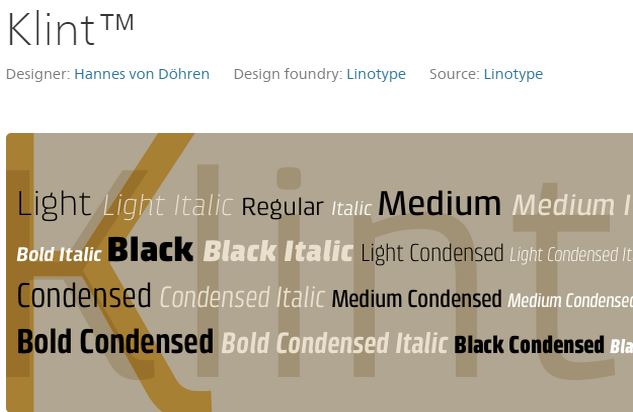 Klint™
Designer: Hannes von Döhren Design foundry: Linotype Source: Linotype
Klint
Light Light Italic Regular Italic Medium Medium I
Bold Italic Black Black Italic Light Condensed Light Condensed It
Condensed Condensed Italic Medium Condensed Medium Condensed
Bold Condensed Bold Condensed Italic Black Condensed Bla